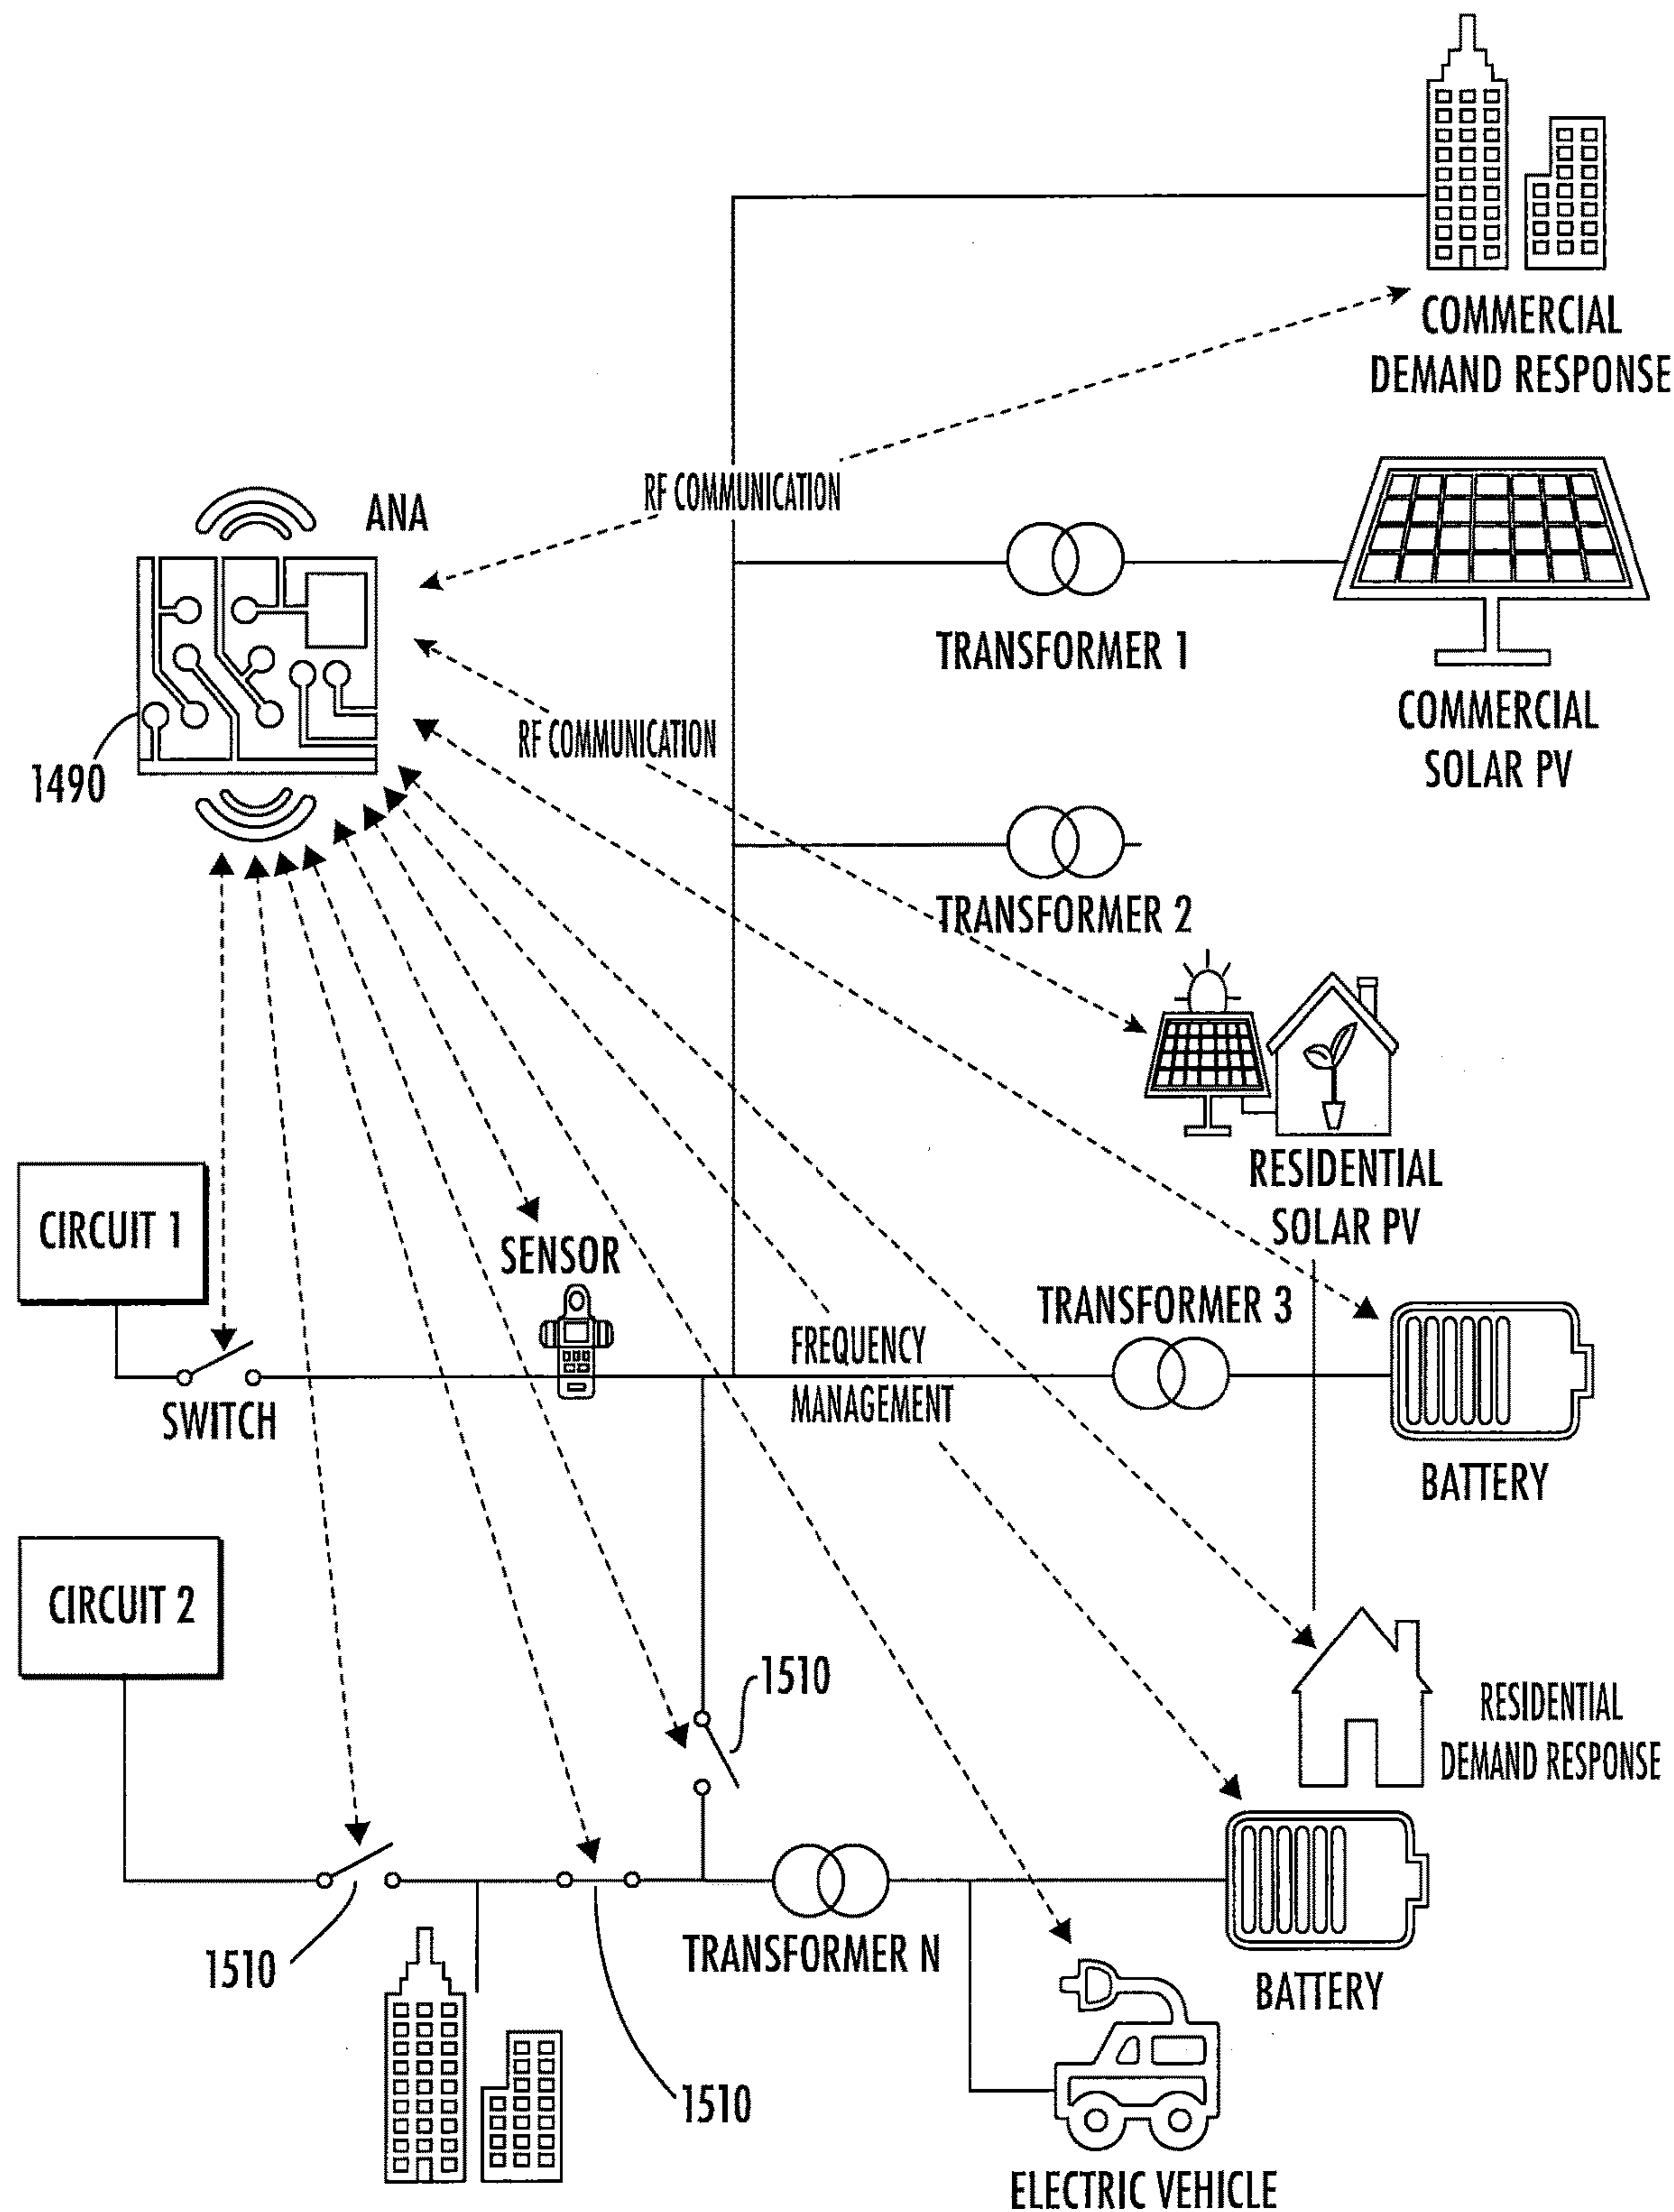 COMMERCIAL
DEMAND RESPONSE
RF COMMUNICATION
ANA
TRANSFORMER 1
COMMERCIAL
SOLAR PV
RF COMMUNICATION
1490
TRANSFORMER 2
RESIDENTIAL
SOLAR PV
CIRCUIT 1
SENSOR
TRANSFORMER 3
FREQUENCY
MANAGEMENT
SWITCH
BATTERY
CIRCUIT 2
1510
RESIDENTIAL
DEMAND RESPONSE
1510
TRANSFORMER N
BATTERY
1510
ELECTRIC VEHICLE